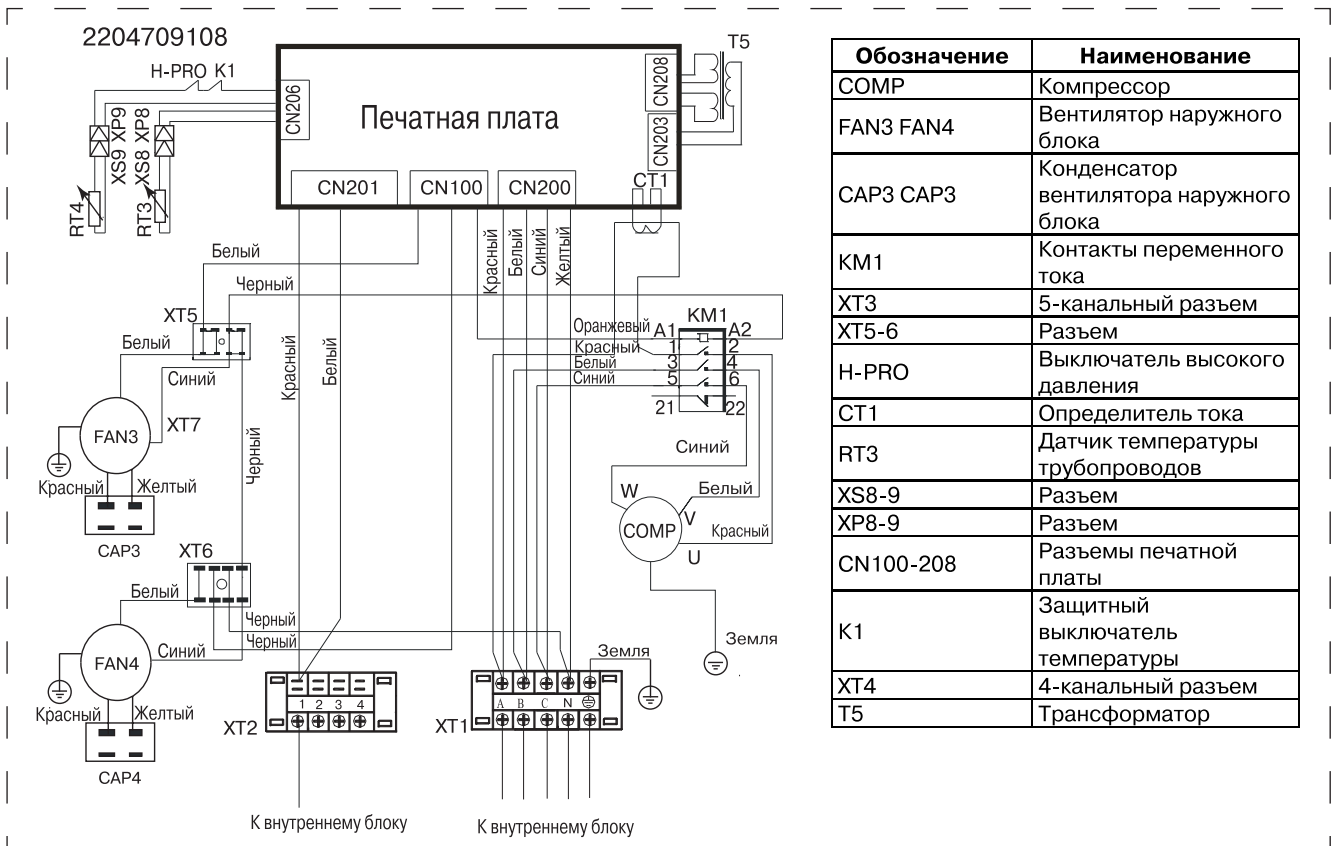 2204709108
H-PRO K1
T5
CN206
CN208
CN203
Печатная плата
XS9 XP9
XS8 XP8
RT4
RT3
CN201
CN100
CN200
CT1
Белый
Черный
Красный
Белый
Синий
Желтый
XT5
Белый
Синий
FAN3
XT7
Красный
Желтый
CAP3
Красный
Белый
Черный
Оранжевый
Красный
Белый
Синий
KM1
A1
A2
1
2
3
4
5
6
21
22
Синий
W
Белый
V
COMP
Красный
U
XT6
Белый
Синий
FAN4
Красный
Желтый
CAP4
Черный
Черный
Земля
Земля
1 2 3 4
XT2
A B C N
XT1
К внутреннему блоку
К внутреннему блоку
Обозначение Наименование
COMP Компрессор
FAN3 FAN4 Вентилятор наружного
блока
CAP3 CAP3 Конденсатор
вентилятора наружного
блока
KM1 Контакты переменного
тока
XT3 5-канальный разъем
XT5-6 Разъем
H-PRO Выключатель высокого
давления
CT1 Определитель тока
RT3 Датчик температуры
трубопроводов
XS8-9 Разъем
XP8-9 Разъем
CN100-208 Разъемы печатной
платы
K1 Защитный
выключатель
температуры
XT4 4-канальный разъем
T5 Трансформатор